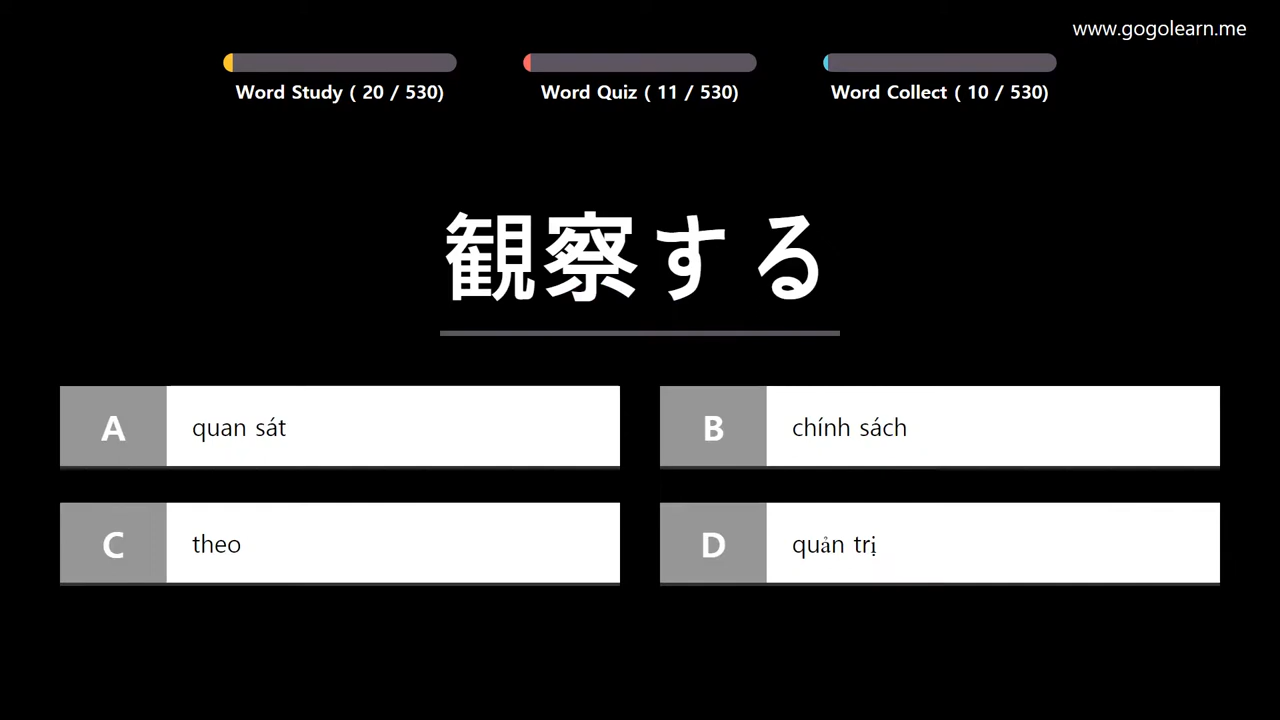 www.gogolearn.me
Word Study ( 20 / 530)
Word Quiz ( 11 / 530)
Word Collect ( 10 / 530)
観察する
A quan sát
B chính sách
C theo
D quản trị